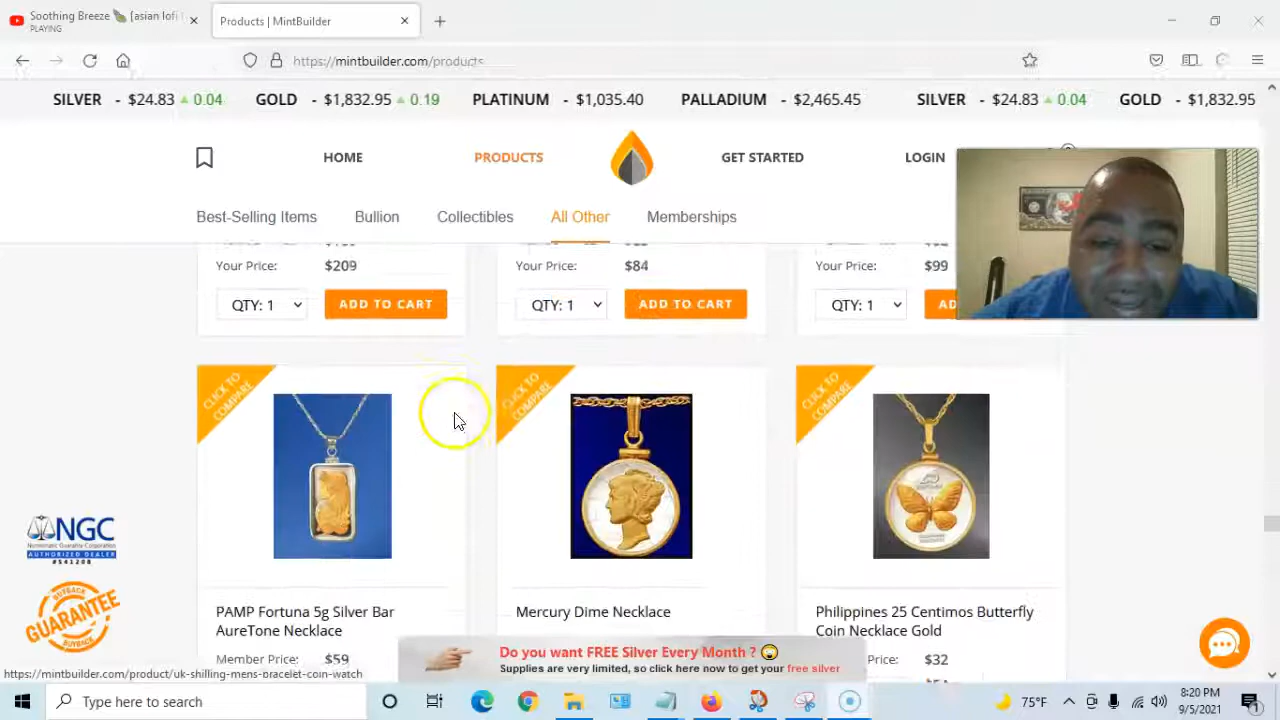 Soothing Breeze 🍃 [asian lofi
PLAYING
Products | MintBuilder
https://mintbuilder.com/products
SILVER - $24.83 ▲ 0.04 GOLD - $1,832.95 ▲ 0.19 PLATINUM - $1,035.40 PALLADIUM - $2,465.45 SILVER - $24.83 ▲ 0.04 GOLD - $1,832.95
HOME PRODUCTS GET STARTED LOGIN
Best-Selling Items Bullion Collectibles All Other Memberships
Your Price: $209 Your Price: $84 Your Price: $99
QTY: 1 ADD TO CART QTY: 1 ADD TO CART QTY: 1 AD
CLICK TO COMPARE CLICK TO COMPARE CLICK TO COMPARE
NGC
Numismatic Guaranty Corporation
AUTHORIZED DEALER
#541208
BUYBACK
GUARANTEE
BUYBACK
PAMP Fortuna 5g Silver Bar
AureTone Necklace
Mercury Dime Necklace
Philippines 25 Centimos Butterfly
Coin Necklace Gold
Member Price: $59
Price: $32
Do you want FREE Silver Every Month ?
Supplies are very limited, so click here now to get your free silver
https://mintbuilder.com/product/uk-shilling-mens-bracelet-coin-watch
Type here to search
75°F
8:20 PM
9/5/2021